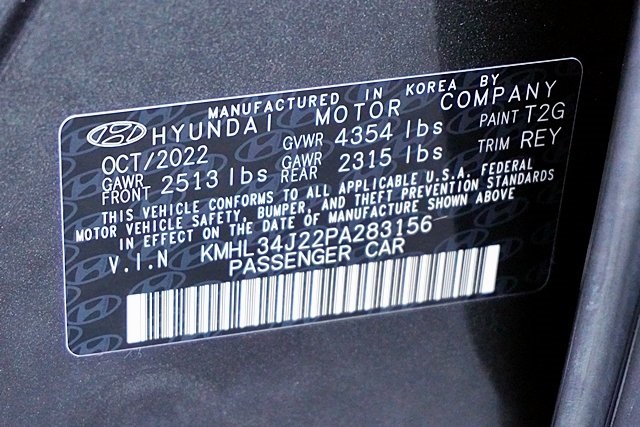 MANUFACTURED IN KOREA BY
HYUNDAI MOTOR COMPANY
OCT/2022 GVWR 4354 lbs PAINT T2G
GAWR FRONT 2513 lbs GAWR REAR 2315 lbs TRIM REY
THIS VEHICLE CONFORMS TO ALL APPLICABLE U.S.A. FEDERAL
MOTOR VEHICLE SAFETY, BUMPER, AND THEFT PREVENTION STANDARDS
IN EFFECT ON THE DATE OF MANUFACTURE SHOWN ABOVE
V.I.N KMHL34J22PA283156
PASSENGER CAR